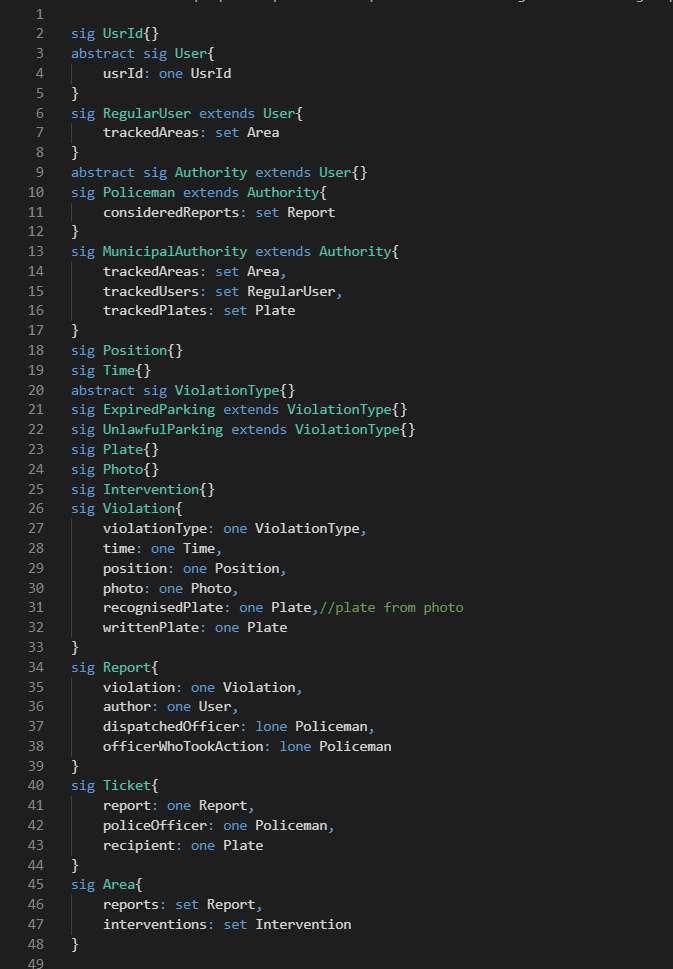 1
2 sig UsrId{}
3 abstract sig User{
4 usrId: one UsrId
5 }
6 sig RegularUser extends User{
7 trackedAreas: set Area
8 }
9 abstract sig Authority extends User{}
10 sig Policeman extends Authority{
11 consideredReports: set Report
12 }
13 sig MunicipalAuthority extends Authority{
14 trackedAreas: set Area,
15 trackedUsers: set RegularUser,
16 trackedPlates: set Plate
17 }
18 sig Position{}
19 sig Time{}
20 abstract sig ViolationType{}
21 sig ExpiredParking extends ViolationType{}
22 sig UnlawfulParking extends ViolationType{}
23 sig Plate{}
24 sig Photo{}
25 sig Intervention{}
26 sig Violation{
27 violationType: one ViolationType,
28 time: one Time,
29 position: one Position,
30 photo: one Photo,
31 recognisedPlate: one Plate,//plate from photo
32 writtenPlate: one Plate
33 }
34 sig Report{
35 violation: one Violation,
36 author: one User,
37 dispatchedOfficer: lone Policeman,
38 officerWhoTookAction: lone Policeman
39 }
40 sig Ticket{
41 report: one Report,
42 policeOfficer: one Policeman,
43 recipient: one Plate
44 }
45 sig Area{
46 reports: set Report,
47 interventions: set Intervention
48 }
49